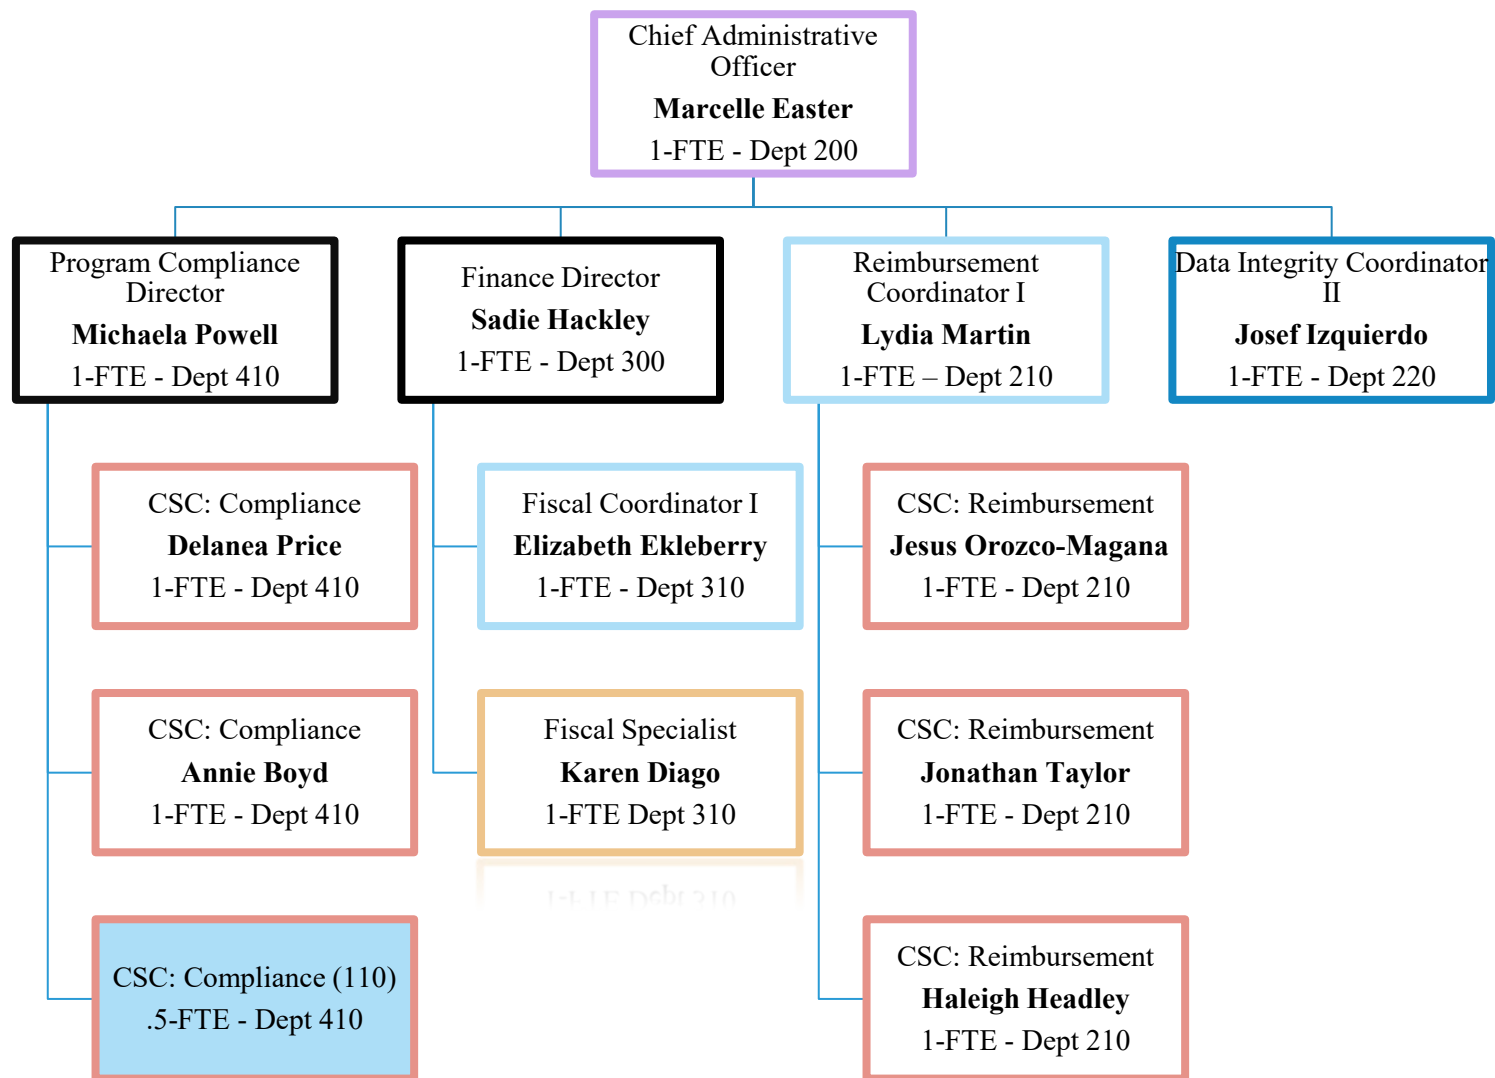 Chief Administrative
Officer
Marcelle Easter
1-FTE - Dept 200
Program Compliance
Director
Michaela Powell
1-FTE - Dept 410
Finance Director
Sadie Hackley
1-FTE - Dept 300
Reimbursement
Coordinator I
Lydia Martin
1-FTE – Dept 210
Data Integrity Coordinator
II
Josef Izquierdo
1-FTE - Dept 220
CSC: Compliance
Delanea Price
1-FTE - Dept 410
Fiscal Coordinator I
Elizabeth Ekleberry
1-FTE - Dept 310
CSC: Reimbursement
Jesus Orozco-Magana
1-FTE - Dept 210
CSC: Compliance
Annie Boyd
1-FTE - Dept 410
Fiscal Specialist
Karen Diago
1-FTE Dept 310
CSC: Reimbursement
Jonathan Taylor
1-FTE - Dept 210
CSC: Compliance (110)
.5-FTE - Dept 410
CSC: Reimbursement
Haleigh Headley
1-FTE - Dept 210